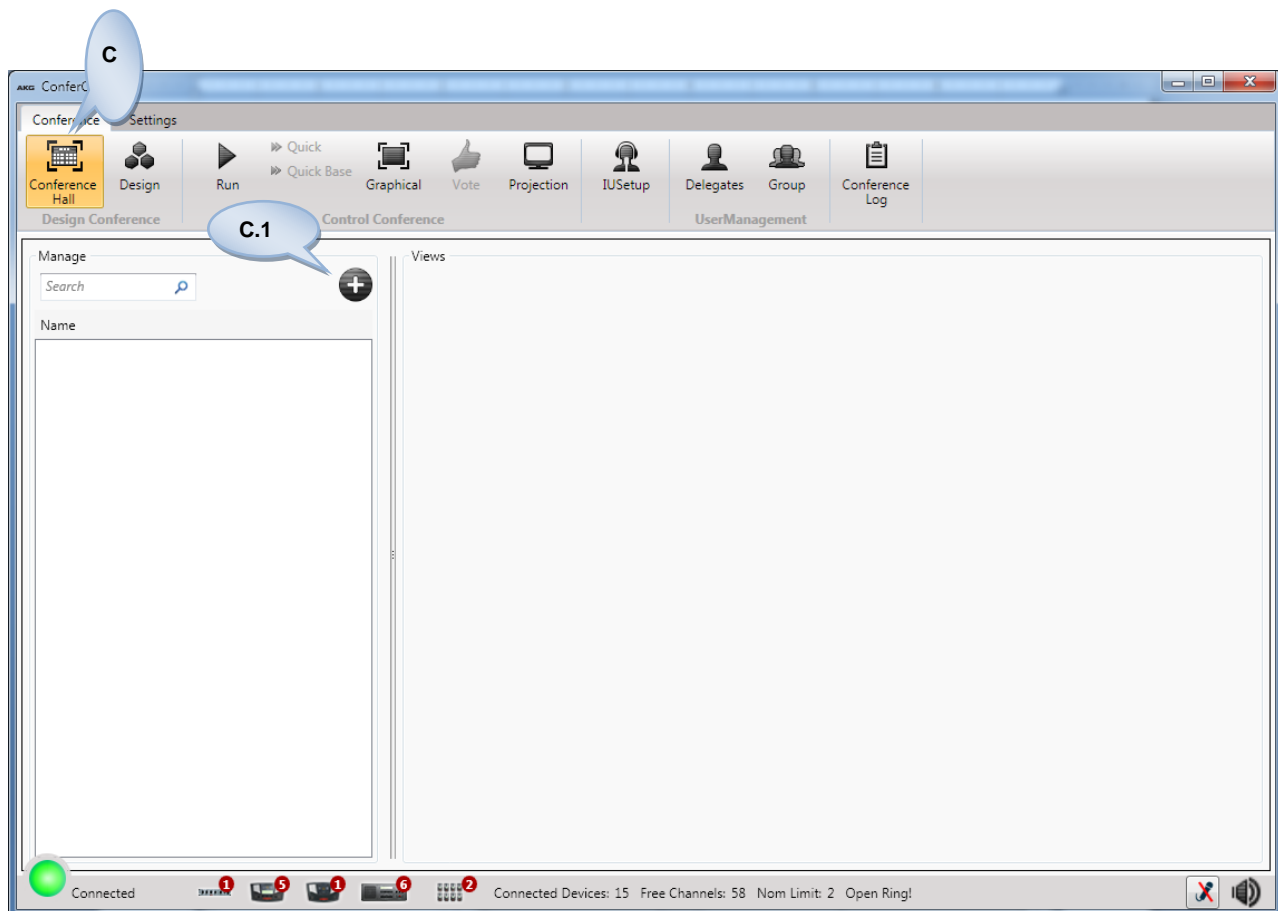 C
AKG ConferC
Conference Settings
Conference Hall
Design
Run
Quick
Quick Base
Graphical
Vote
Projection
IUSetup
Delegates
Group
Conference Log
Design Conference
Control Conference
UserManagement
C.1
Manage
Views
Search
Name
Connected
1
5
1
6
2
Connected Devices: 15 Free Channels: 58 Nom Limit: 2 Open Ring!